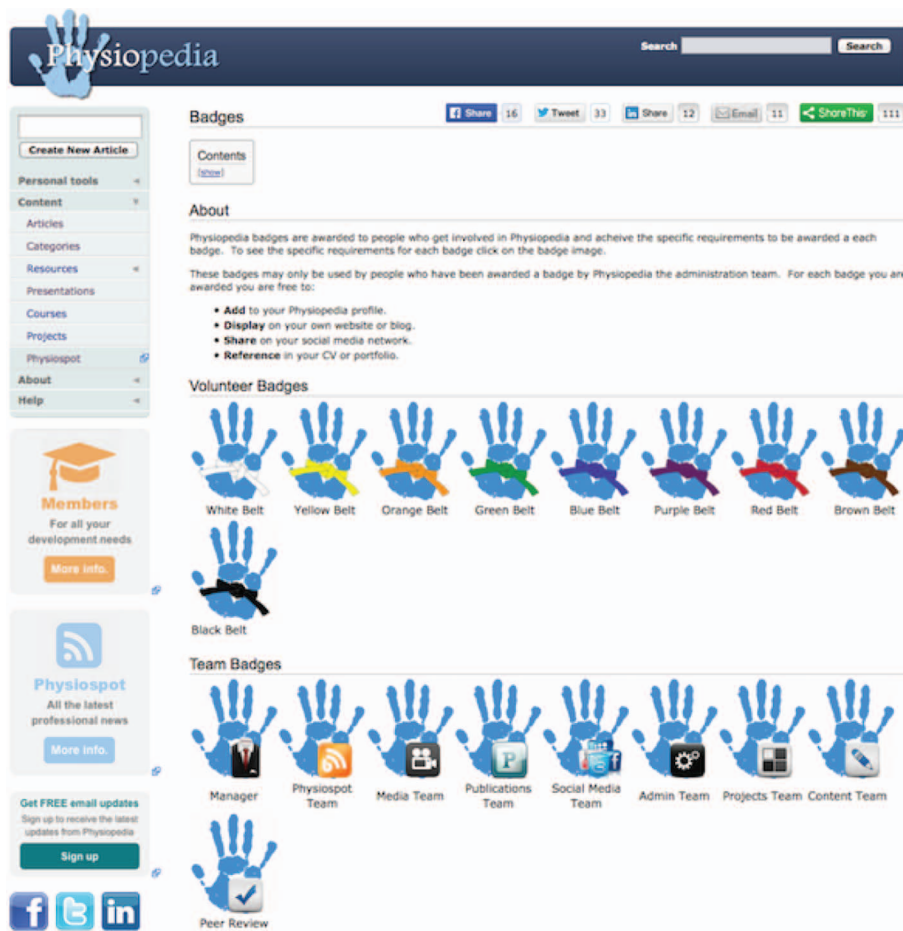 Physiopedia
Search
Search
Create New Article
Personal tools
Content
Articles
Categories
Resources
Presentations
Courses
Projects
Physiospot
About
Help
Members
For all your
development needs
More info.
Physiospot
All the latest
professional news
More info.
Get FREE email updates
Sign up to receive the latest
updates from Physiopedia
Sign up
Badges
Share 16 Tweet 33 Share 12 Email 11 ShareThis 111
Contents
[show]
About
Physiopedia badges are awarded to people who get involved in Physiopedia and acheive the specific requirements to be awarded a each
badge. To see the specific requirements for each badge click on the badge image.
These badges may only be used by people who have been awarded a badge by Physiopedia the administration team. For each badge you are
awarded you are free to:
• Add to your Physiopedia profile.
• Display on your own website or blog.
• Share on your social media network.
• Reference in your CV or portfolio.
Volunteer Badges
White Belt Yellow Belt Orange Belt Green Belt Blue Belt Purple Belt Red Belt Brown Belt
Black Belt
Team Badges
Manager
Physiospot
Team
Media Team
Publications
Team
Social Media
Team
Admin Team
Projects Team
Content Team
Peer Review